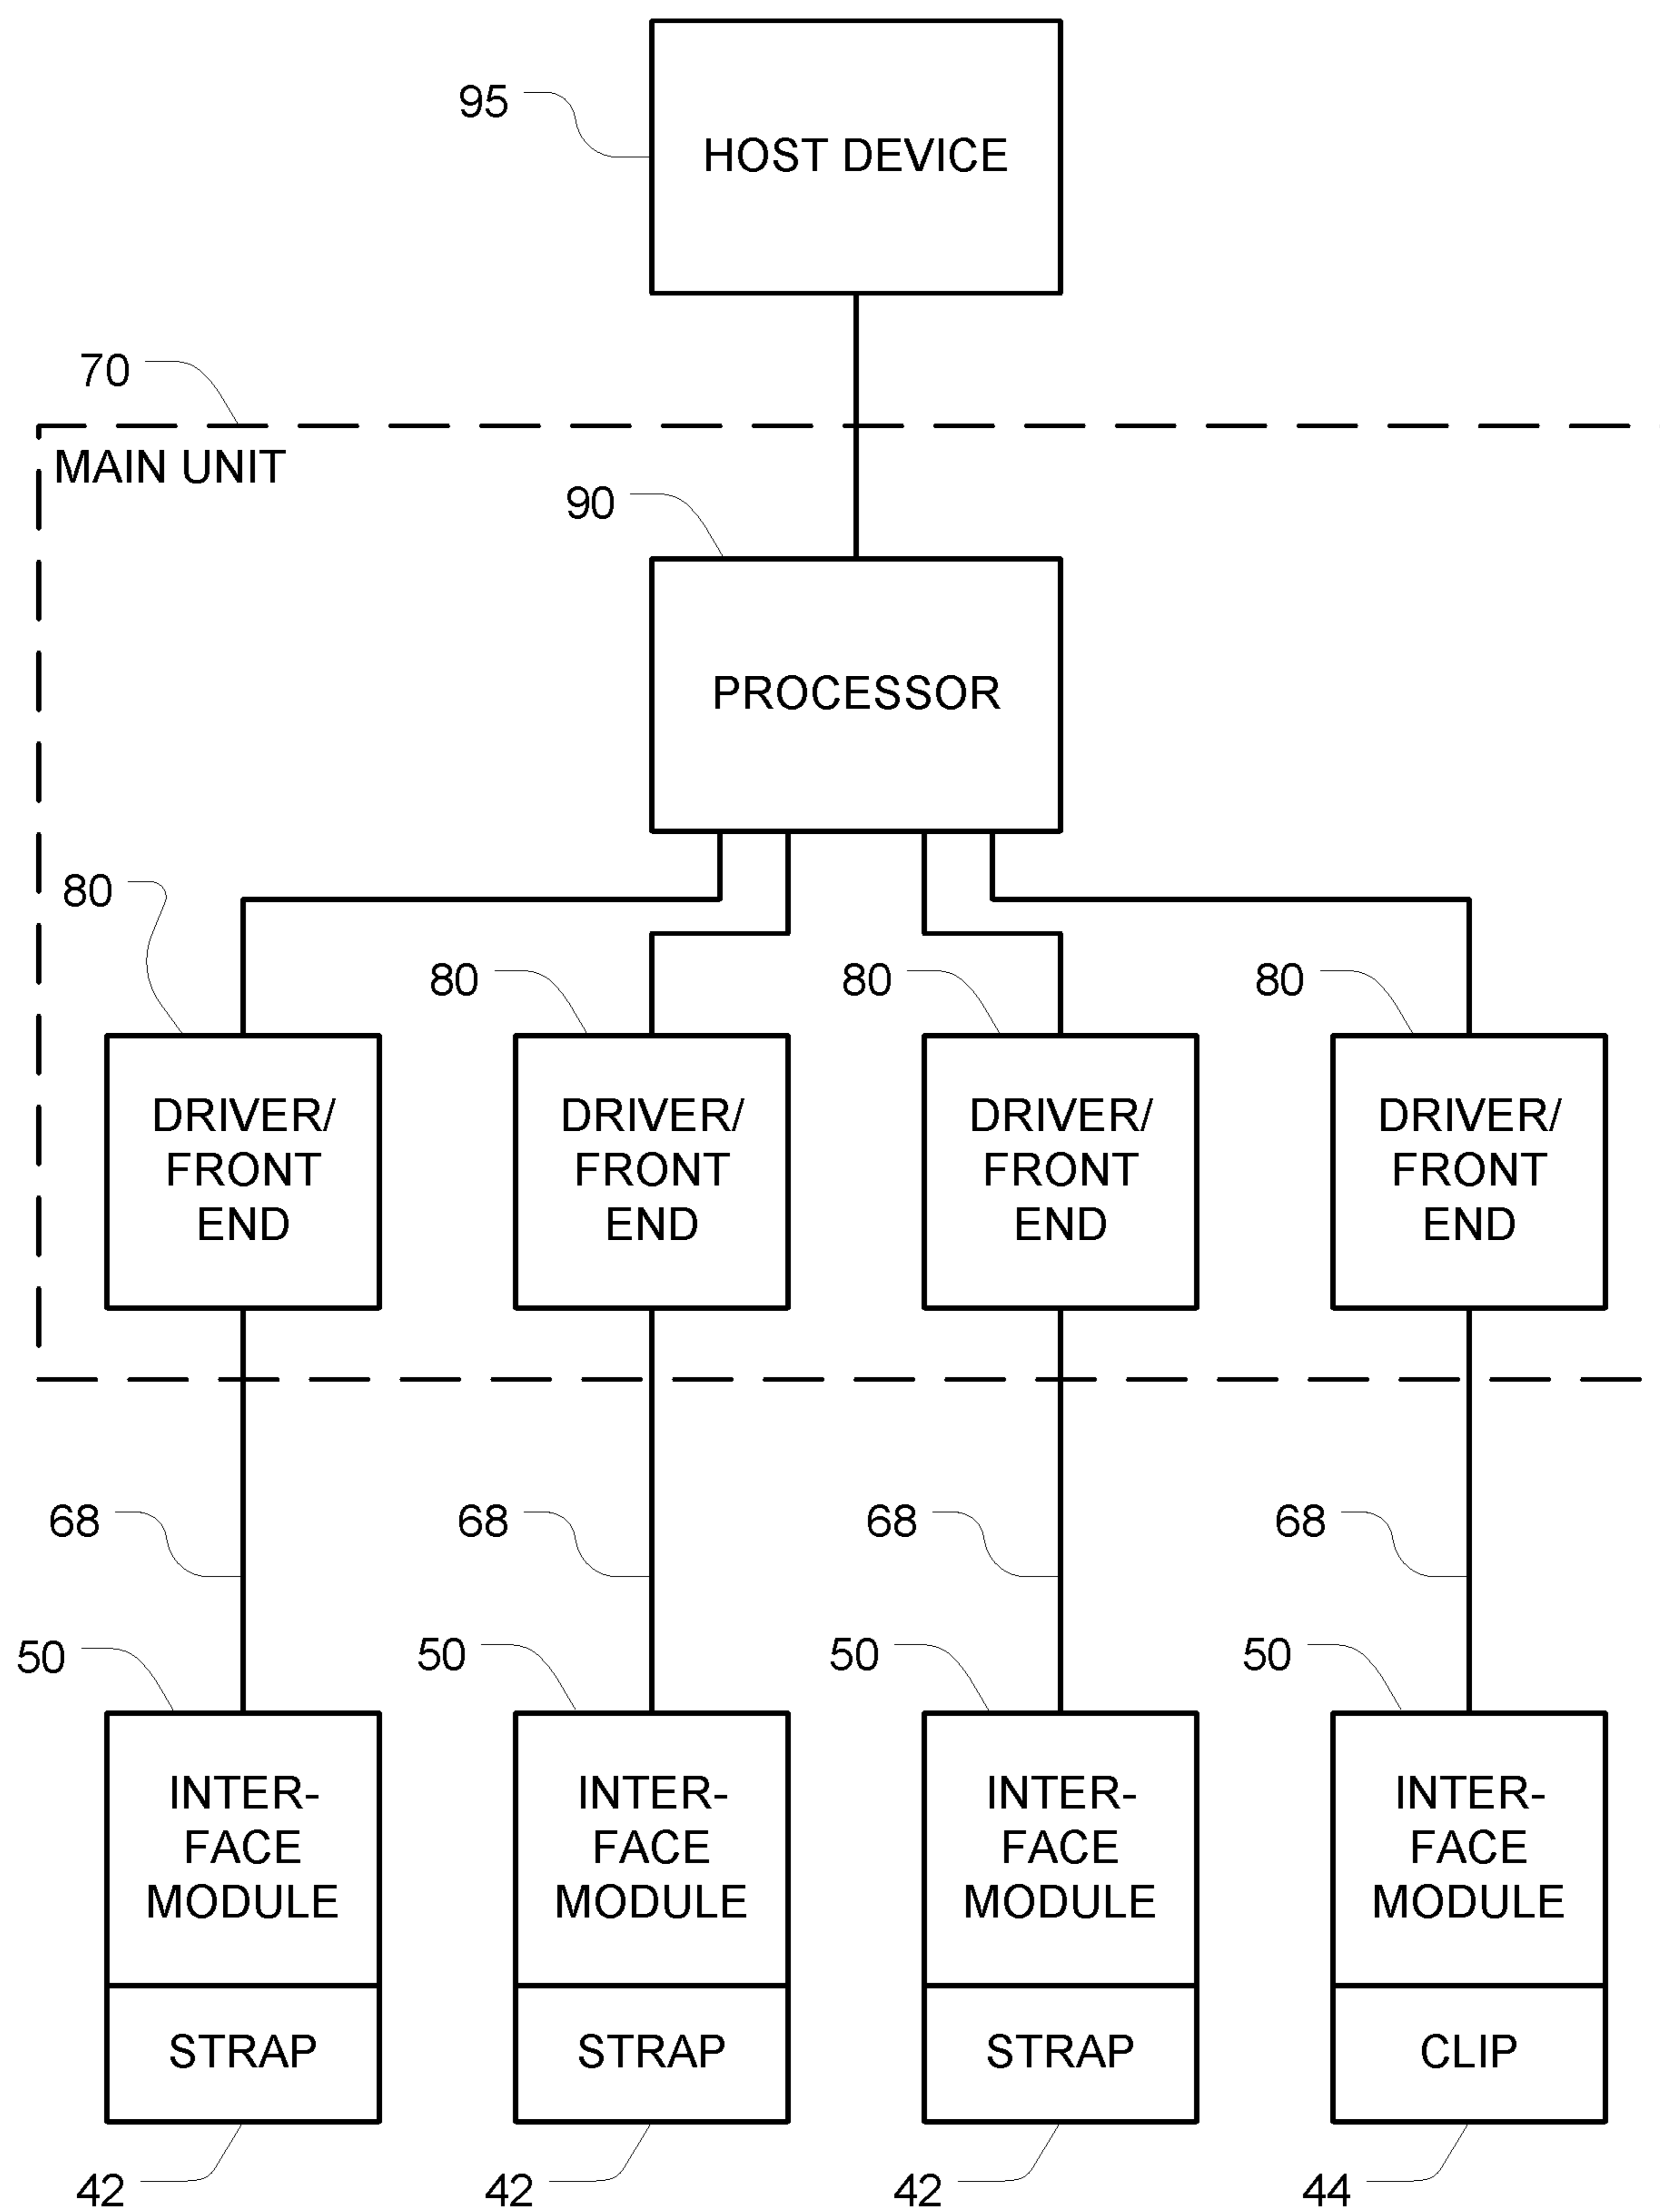 95
HOST DEVICE
70
MAIN UNIT
90
PROCESSOR
80
80
80
80
DRIVER/
FRONT
END
DRIVER/
FRONT
END
DRIVER/
FRONT
END
DRIVER/
FRONT
END
68
68
68
68
50
50
50
50
INTER-
FACE
MODULE
INTER-
FACE
MODULE
INTER-
FACE
MODULE
INTER-
FACE
MODULE
STRAP
STRAP
STRAP
CLIP
42
42
42
44